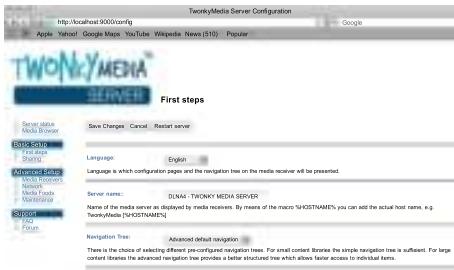 TwonkyMedia Server Configuration
http://localhost:9000/config
Google
Apple Yahoo! Google Maps YouTube Wikipedia News (510) Popular
TWONKYMEDIA
SERVER
First steps
Server status
Media Browser
Save Changes Cancel Restart server
Basic Setup
First steps
Sharing
Language: English
Language is which configuration pages and the navigation tree on the media receiver will be presented.
Advanced Setup
Media Receivers
Network
Media Feeds
Maintenance
Server name:: DLNA4 - TWONKY MEDIA SERVER
Name of the media server as displayed by media receivers. By means of the macro %HOSTNAME% you can add the actual host name, e.g.
TwonkyMedia [%HOSTNAME%]
Support
FAQ
Forum
Navigation Tree: Advanced default navigation
There is the choice of selecting different pre-configured navigation trees. For small content libraries the simple navigation tree is suffeient. For large
content libraries the advanced navigation tree provides a better structured tree which allows faster access to individual items.